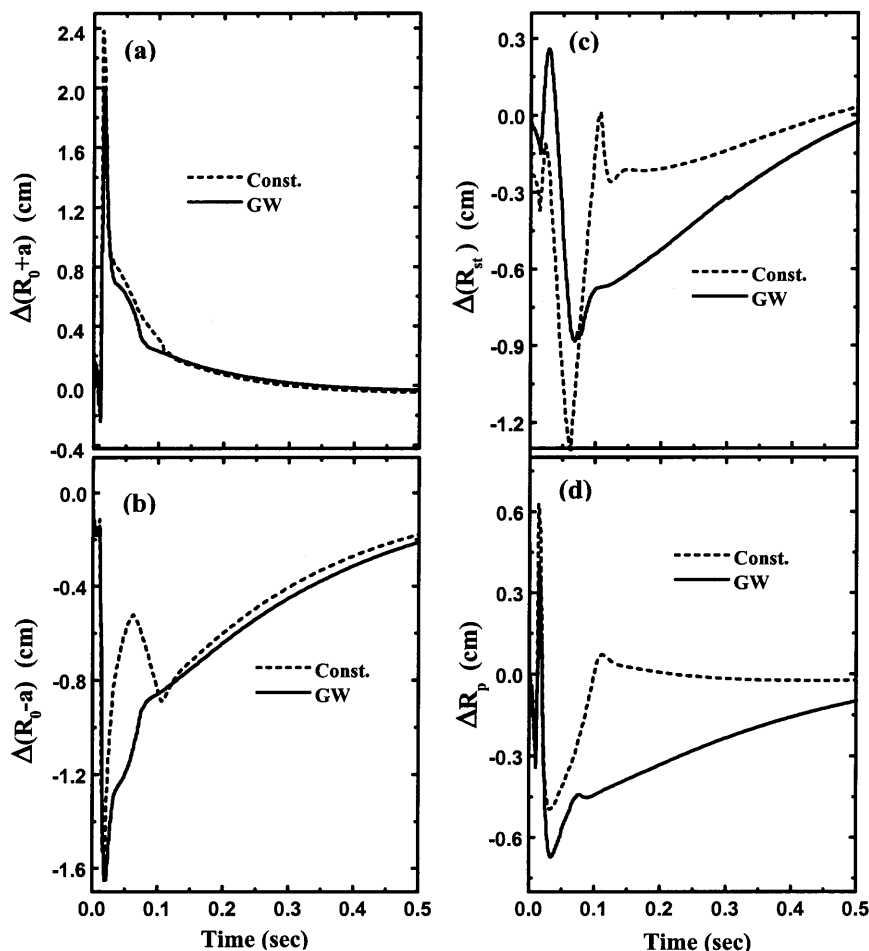 (a)
2.4
2.0
1.6
1.2
0.8
0.4
0.0
-0.4
Δ(R₀+a) (cm)
Const.
GW
(b)
0.0
-0.4
-0.8
-1.2
-1.6
Δ(R₀-a) (cm)
Const.
GW
0.0 0.1 0.2 0.3 0.4 0.5
Time (sec)
(c)
0.3
0.0
-0.3
-0.6
-0.9
-1.2
Δ(R_st) (cm)
Const.
GW
(d)
0.6
0.3
0.0
-0.3
-0.6
ΔR_p (cm)
Const.
GW
0.0 0.1 0.2 0.3 0.4 0.5
Time (sec)